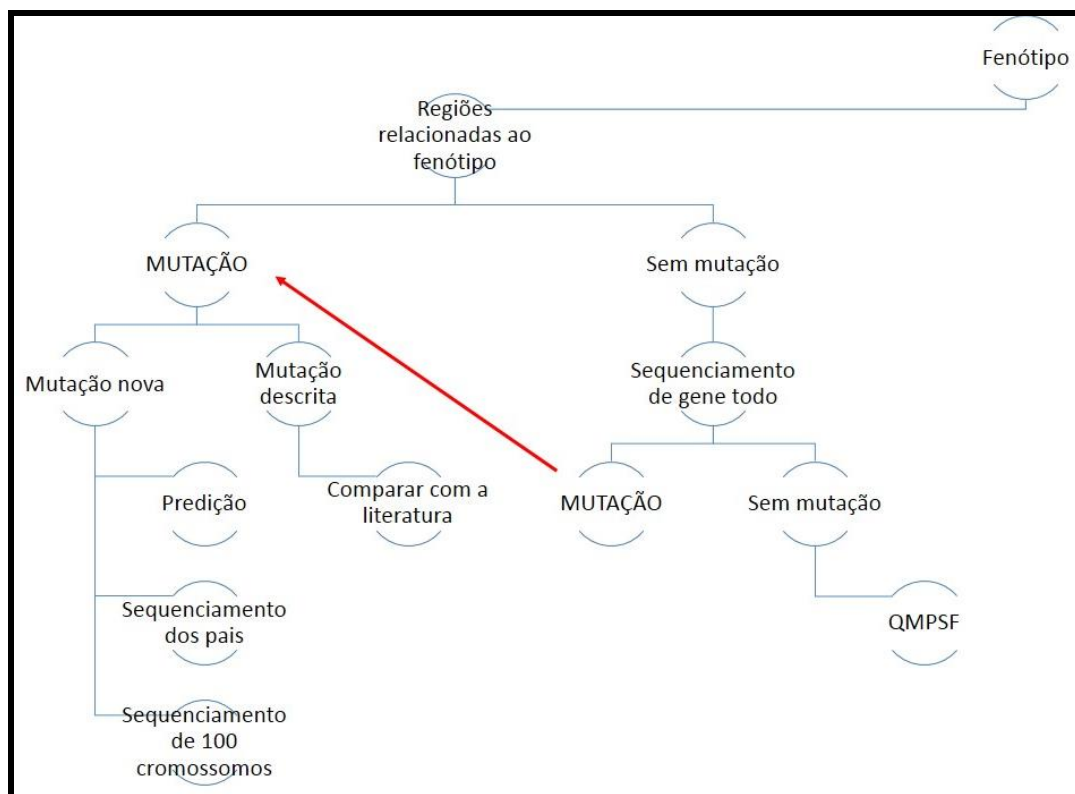 Fenótipo
Regiões
relacionadas ao
fenótipo
MUTAÇÃO
Sem mutação
Mutação nova
Mutação
descrita
Sequenciamento
de gene todo
Predição
Comparar com a
literatura
MUTAÇÃO
Sem mutação
Sequenciamento
dos pais
QMPSF
Sequenciamento
de 100
cromossomos